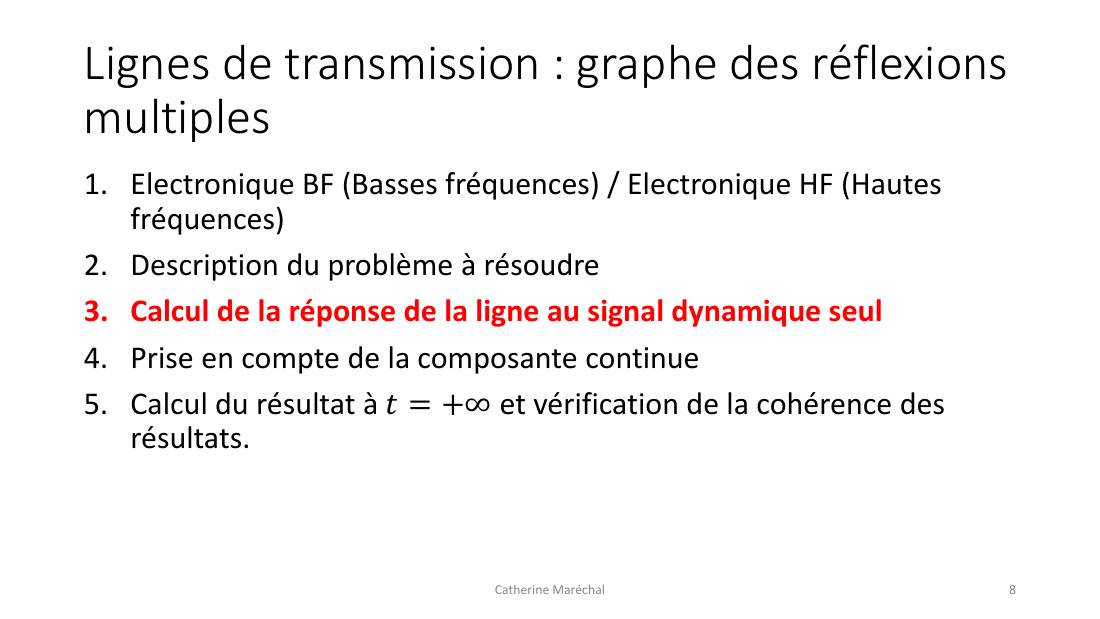 Lignes de transmission : graphe des réflexions
multiples
1. Electronique BF (Basses fréquences) / Electronique HF (Hautes
fréquences)
2. Description du problème à résoudre
3. Calcul de la réponse de la ligne au signal dynamique seul
4. Prise en compte de la composante continue
5. Calcul du résultat à 𝑡 = +∞ et vérification de la cohérence des
résultats.
Catherine Maréchal
8